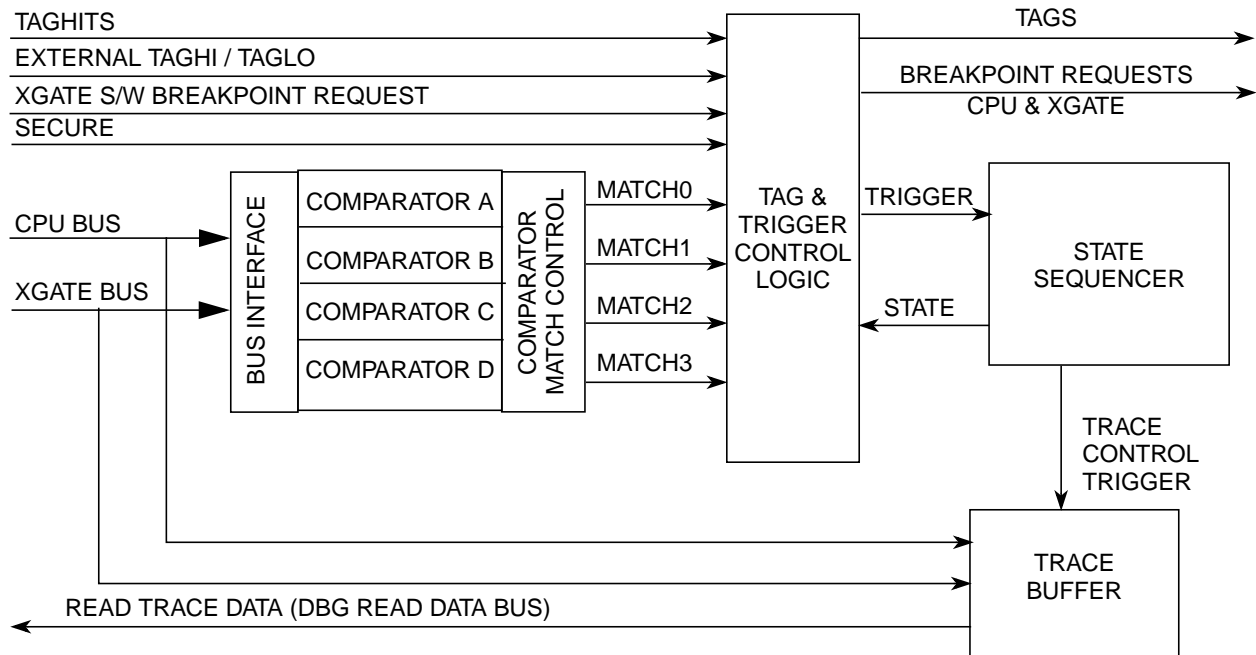 TAGHITS
EXTERNAL TAGHI / TAGLO
XGATE S/W BREAKPOINT REQUEST
SECURE
TAGS
BREAKPOINT REQUESTS
CPU & XGATE
CPU BUS
XGATE BUS
BUS INTERFACE
COMPARATOR A
COMPARATOR B
COMPARATOR C
COMPARATOR D
COMPARATOR
MATCH CONTROL
MATCH0
MATCH1
MATCH2
MATCH3
TAG &
TRIGGER
CONTROL
LOGIC
TRIGGER
STATE
STATE
SEQUENCER
TRACE
CONTROL
TRIGGER
TRACE
BUFFER
READ TRACE DATA (DBG READ DATA BUS)